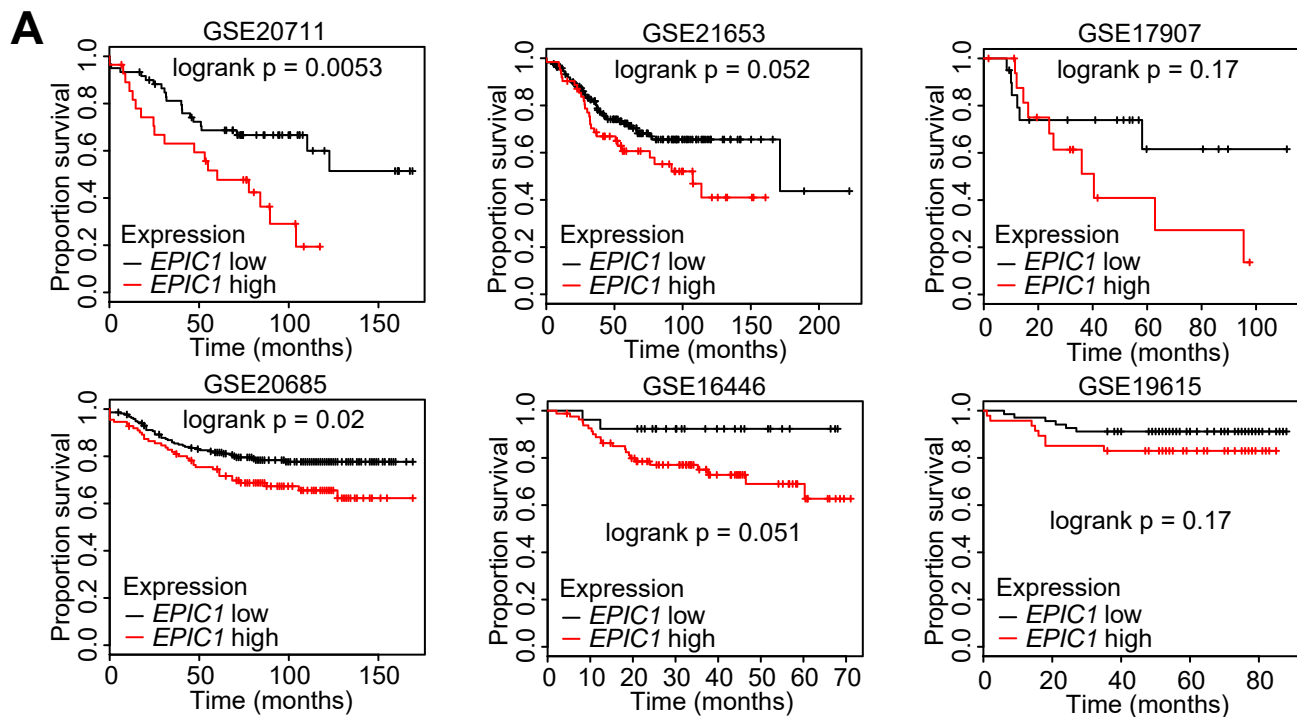 A
GSE20711
logrank p = 0.0053
Proportion survival
0.0 0.2 0.4 0.6 0.8 1.0
Expression
EPIC1 low
EPIC1 high
0 50 100 150
Time (months)
GSE21653
logrank p = 0.052
Proportion survival
0.0 0.2 0.4 0.6 0.8 1.0
Expression
EPIC1 low
EPIC1 high
0 50 100 150 200
Time (months)
GSE17907
logrank p = 0.17
Proportion survival
0.0 0.2 0.4 0.6 0.8 1.0
Expression
EPIC1 low
EPIC1 high
0 20 40 60 80 100
Time (months)
GSE20685
logrank p = 0.02
Proportion survival
0.0 0.2 0.4 0.6 0.8 1.0
Expression
EPIC1 low
EPIC1 high
0 50 100 150
Time (months)
GSE16446
logrank p = 0.051
Proportion survival
0.0 0.2 0.4 0.6 0.8 1.0
Expression
EPIC1 low
EPIC1 high
0 10 20 30 40 50 60 70
Time (months)
GSE19615
logrank p = 0.17
Proportion survival
0.0 0.2 0.4 0.6 0.8 1.0
Expression
EPIC1 low
EPIC1 high
0 20 40 60 80
Time (months)